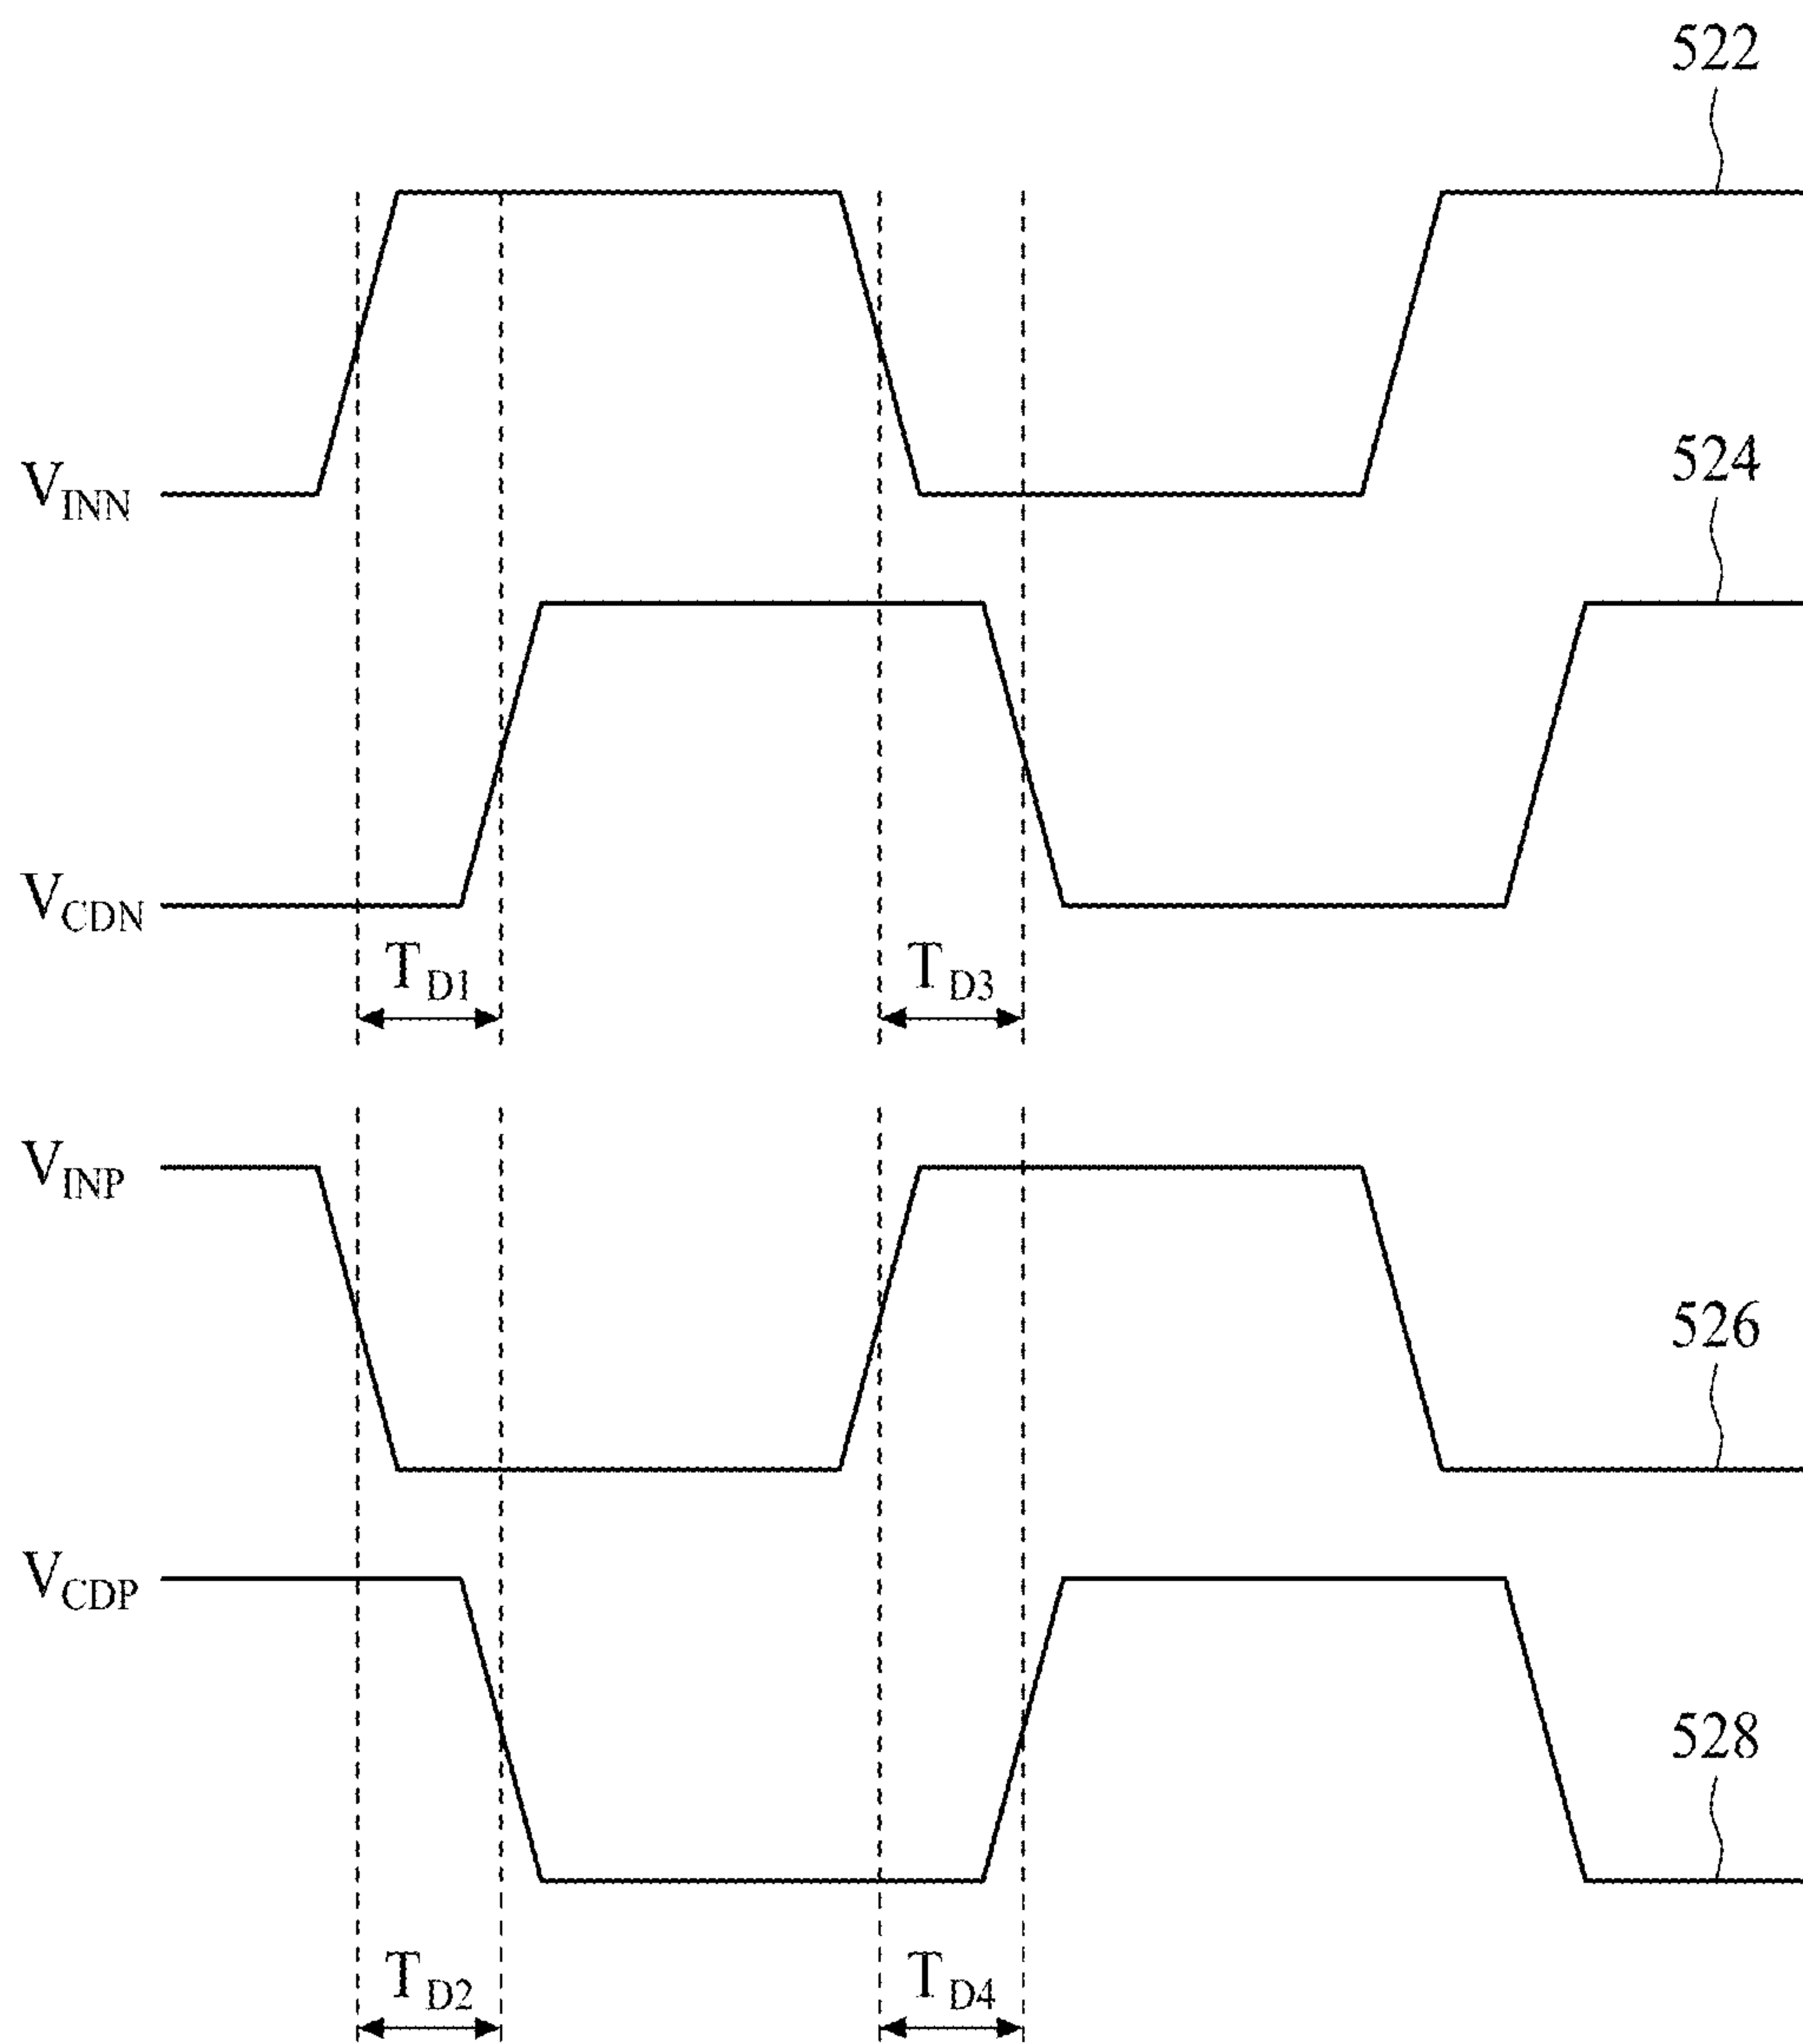 522
V_INN
524
V_CDN
T_D1
T_D3
V_INP
526
V_CDP
528
T_D2
T_D4